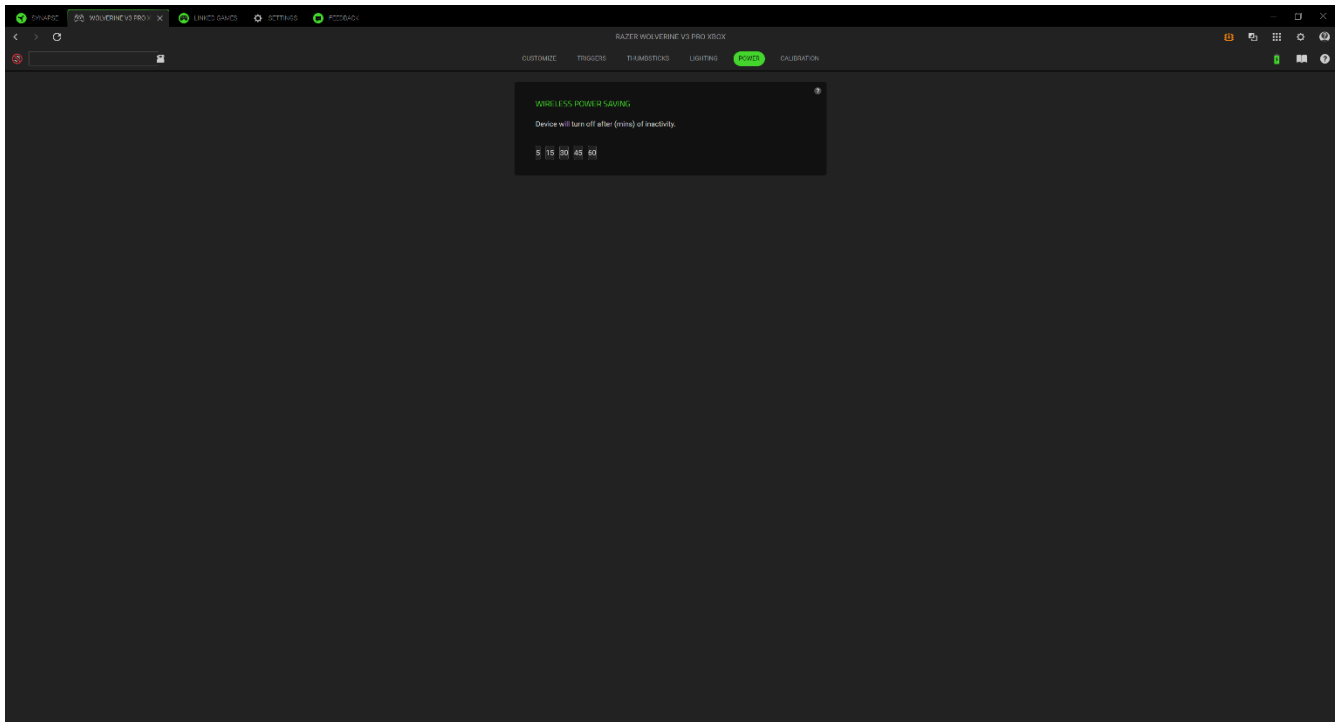 SYNAPSE WOLVERINE V3 PRO X LINKED GAMES SETTINGS FEEDBACK
RAZER WOLVERINE V3 PRO XBOX
CUSTOMIZE TRIGGERS THUMBSTICKS LIGHTING POWER CALIBRATION
WIRELESS POWER SAVING
Device will turn off after (mins) of inactivity.
5 15 30 45 60